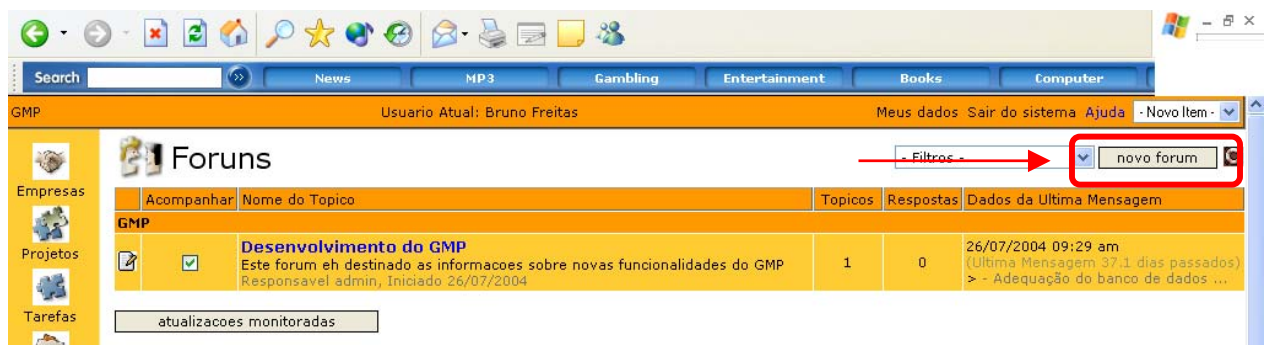 Search News MP3 Gambling Entertainment Books Computer
GMP Usuario Atual: Bruno Freitas Meus dados Sair do sistema Ajuda - Novo Item -
Foruns - Filtros - novo forum
Empresas
Acompanhar Nome do Topico Topicos Respostas Dados da Ultima Mensagem
GMP
Projetos
Desenvolvimento do GMP 26/07/2004 09:29 am
Este forum eh destinado as informacoes sobre novas funcionalidades do GMP 1 0 (Ultima Mensagem 37.1 dias passados)
Responsavel admin, Iniciado 26/07/2004 > - Adequação do banco de dados ...
Tarefas
atualizacoes monitoradas